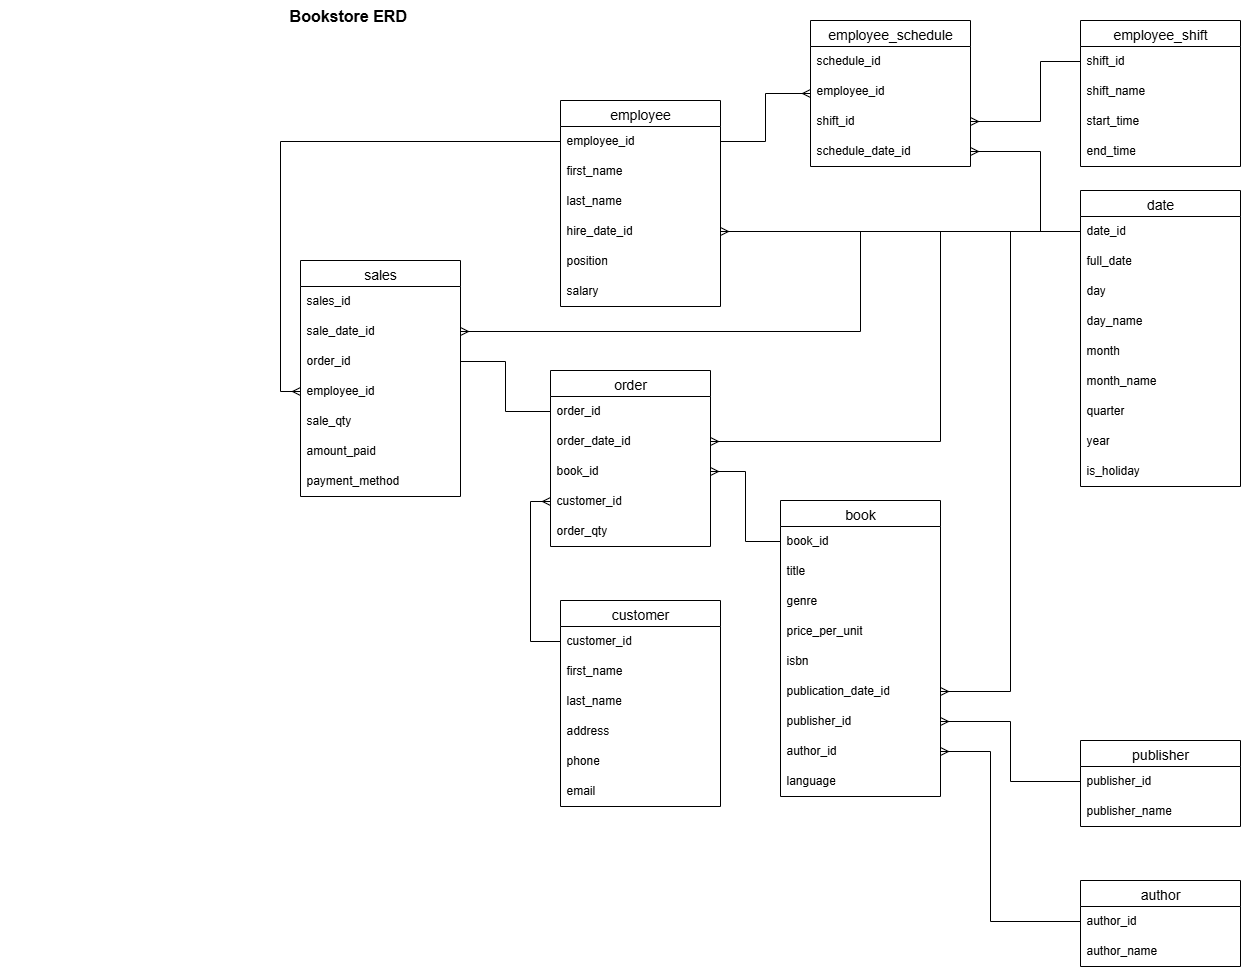 Bookstore ERD
employee_schedule
schedule_id
employee_id
shift_id
schedule_date_id
employee_shift
shift_id
shift_name
start_time
end_time
employee
employee_id
first_name
last_name
hire_date_id
position
salary
date
date_id
full_date
day
day_name
month
month_name
quarter
year
is_holiday
sales
sales_id
sale_date_id
order_id
employee_id
sale_qty
amount_paid
payment_method
order
order_id
order_date_id
book_id
customer_id
order_qty
book
book_id
title
genre
price_per_unit
isbn
publication_date_id
publisher_id
author_id
language
customer
customer_id
first_name
last_name
address
phone
email
publisher
publisher_id
publisher_name
author
author_id
author_name